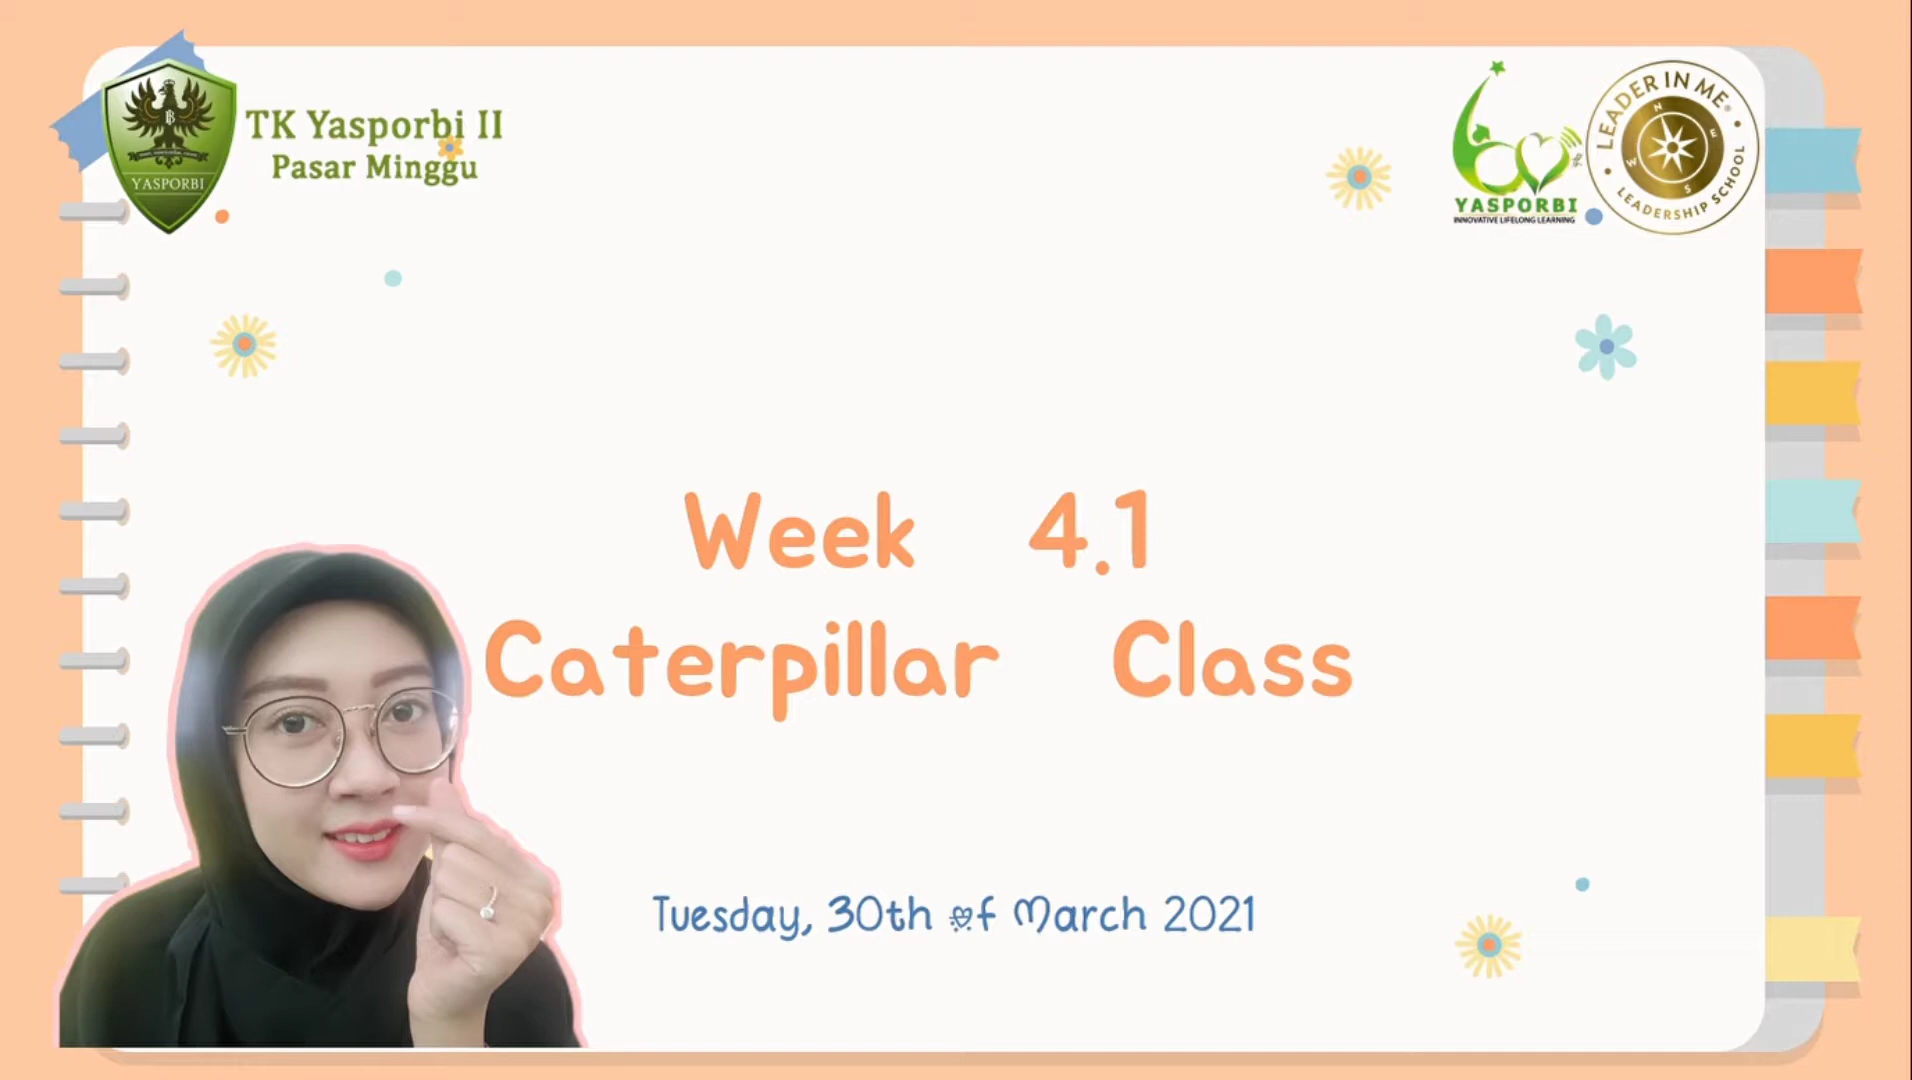 TK Yasporbi II
Pasar Minggu
YASPORBI
YASPORBI
INNOVATIVE LIFELONG LEARNING
LEADER IN ME
N
E
W
S
LEADERSHIP SCHOOL
Week 4.1
Caterpillar Class
Tuesday, 30th of March 2021